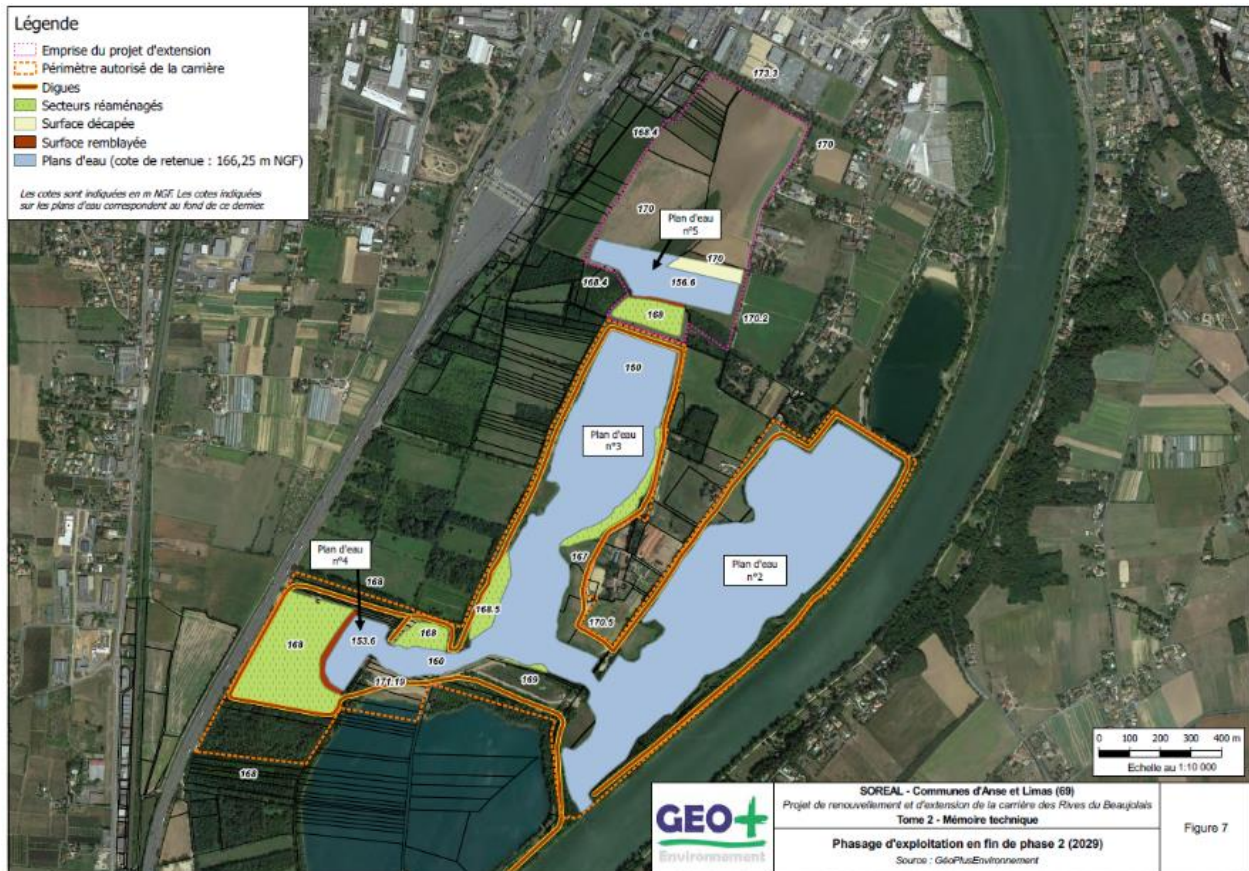 Légende
Emprise du projet d'extension
Périmètre autorisé de la carrière
Digues
Secteurs réaménagés
Surface décapée
Surface remblayée
Plans d'eau (cote de retenue : 166,25 m NGF)
Les cotes sont indiquées en m NGF. Les cotes indiquées
sur les plans d'eau correspondent au fond de ce dernier.
173.3
168.4
170
170
Plan d'eau
n°5
170
168.4
156.6
168
170.2
150
Plan d'eau
n°3
Plan d'eau
n°4
167
Plan d'eau
n°2
168
168.5
168
153.6
168
170.5
160
171.19
169
168
0 100 200 300 400 m
Echelle au 1:10 000
GEO+
Environnement
SOREAL - Communes d'Anse et Limas (69)
Projet de renouvellement et d'extension de la carrière des Rives du Beaujolais
Tome 2 - Mémoire technique
Phasage d'exploitation en fin de phase 2 (2029)
Source : GéoPlusEnvironnement
Figure 7